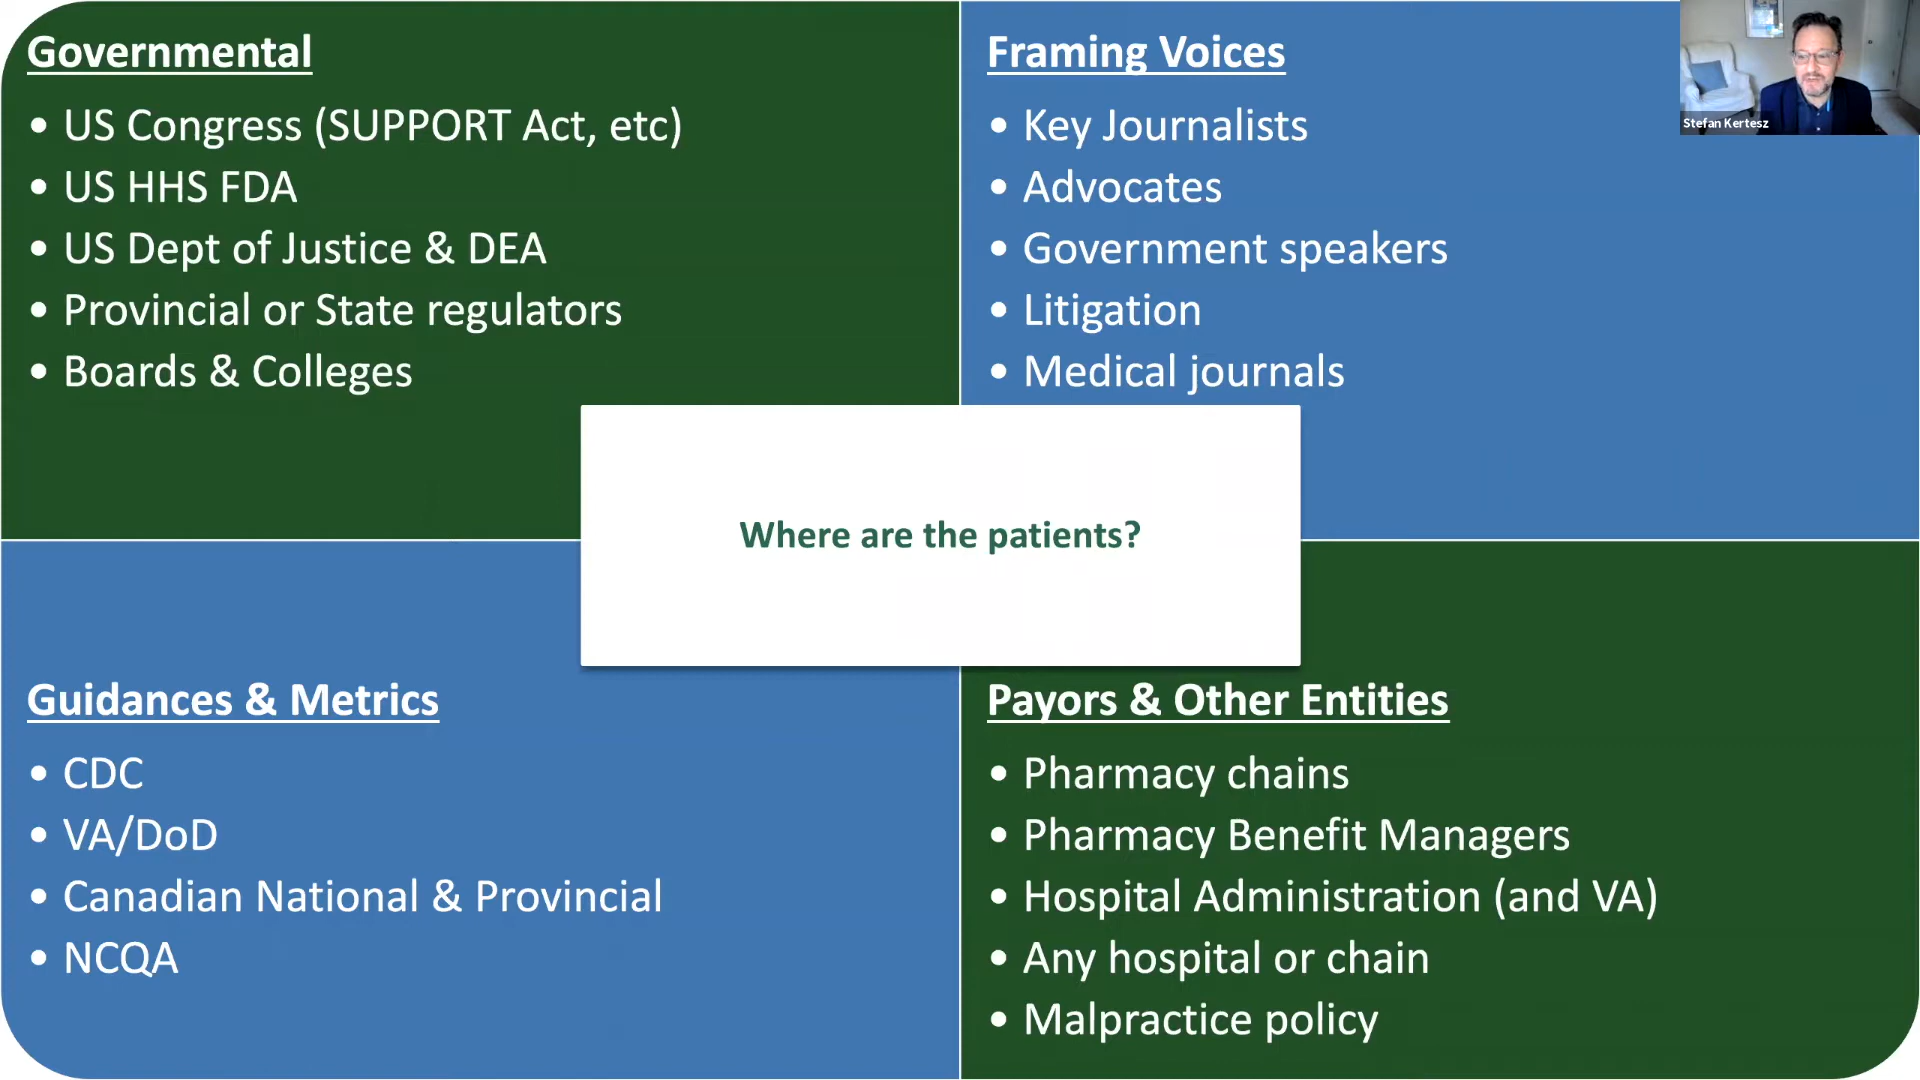 Governmental
• US Congress (SUPPORT Act, etc)
• US HHS FDA
• US Dept of Justice & DEA
• Provincial or State regulators
• Boards & Colleges
Framing Voices
• Key Journalists
• Advocates
• Government speakers
• Litigation
• Medical journals
Stefan Kertesz
Where are the patients?
Guidances & Metrics
• CDC
• VA/DoD
• Canadian National & Provincial
• NCQA
Payors & Other Entities
• Pharmacy chains
• Pharmacy Benefit Managers
• Hospital Administration (and VA)
• Any hospital or chain
• Malpractice policy